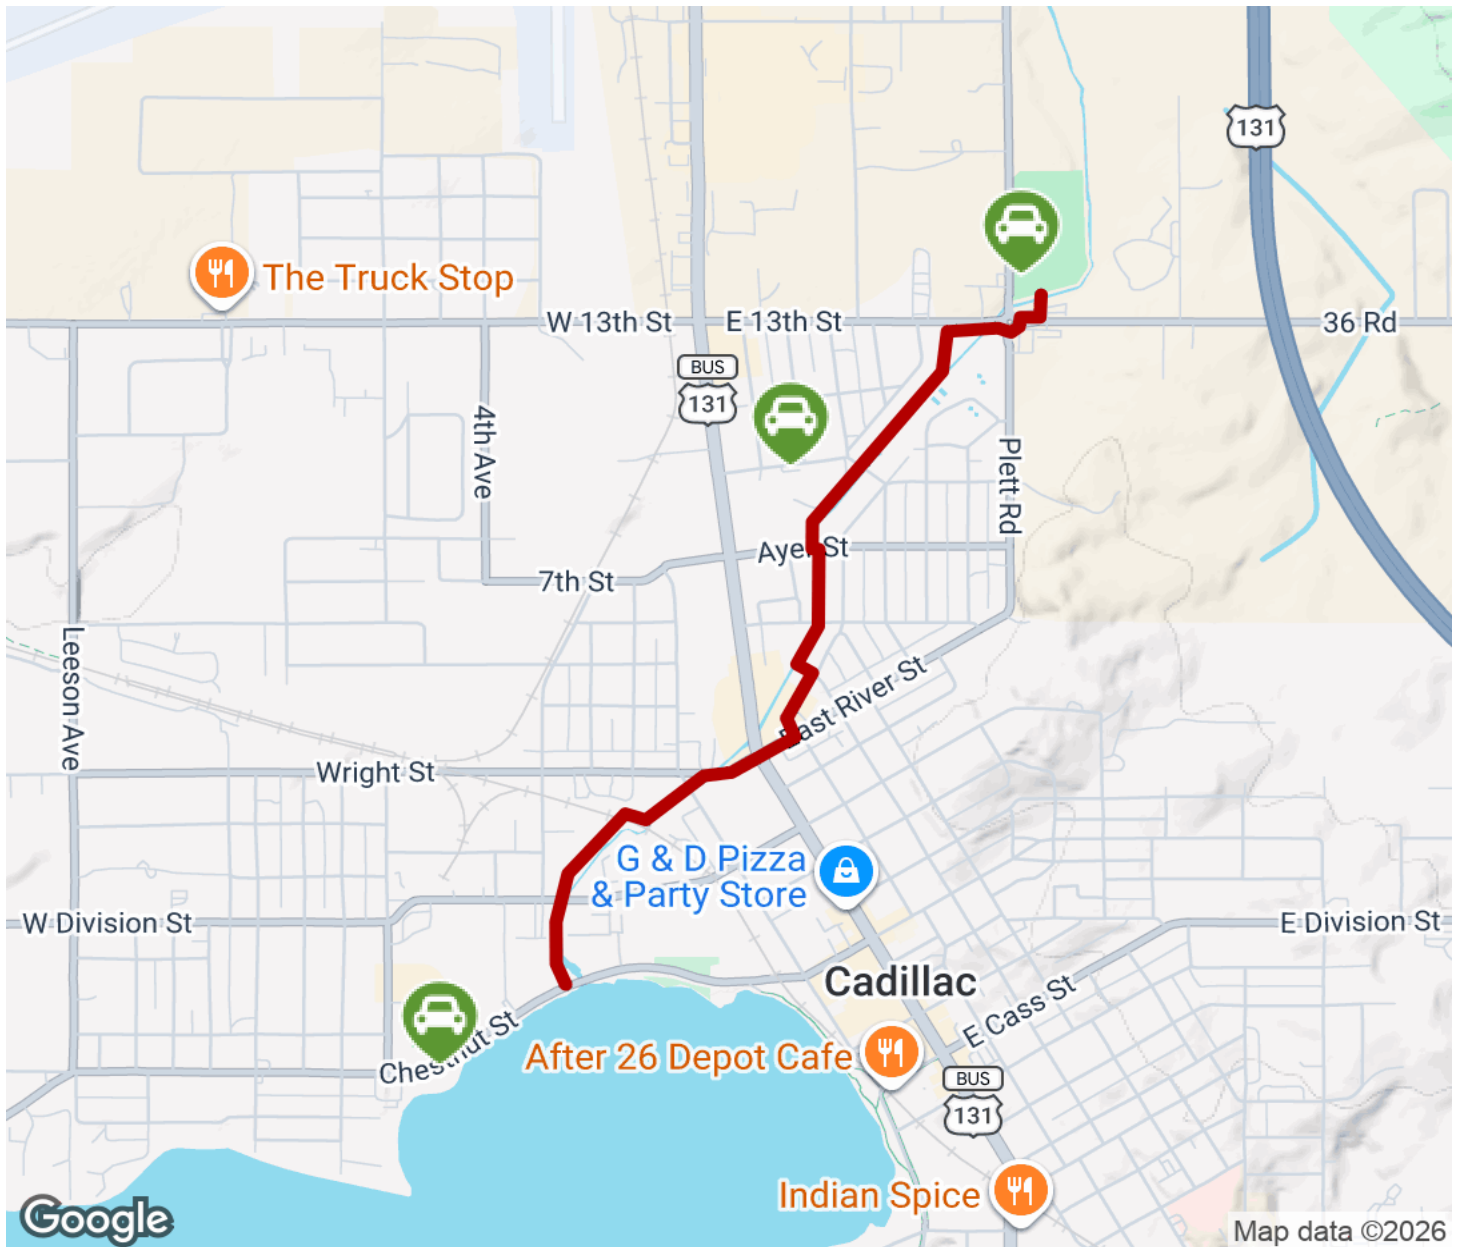 131
The Truck Stop
W 13th St
E 13th St
36 Rd
BUS
131
4th Ave
Plett Rd
Ayer St
7th St
Leeson Ave
East River St
Wright St
G & D Pizza
& Party Store
W Division St
E Division St
Cadillac
E Cass St
Chestnut St
After 26 Depot Cafe
BUS
131
Indian Spice
Google
Map data ©2026